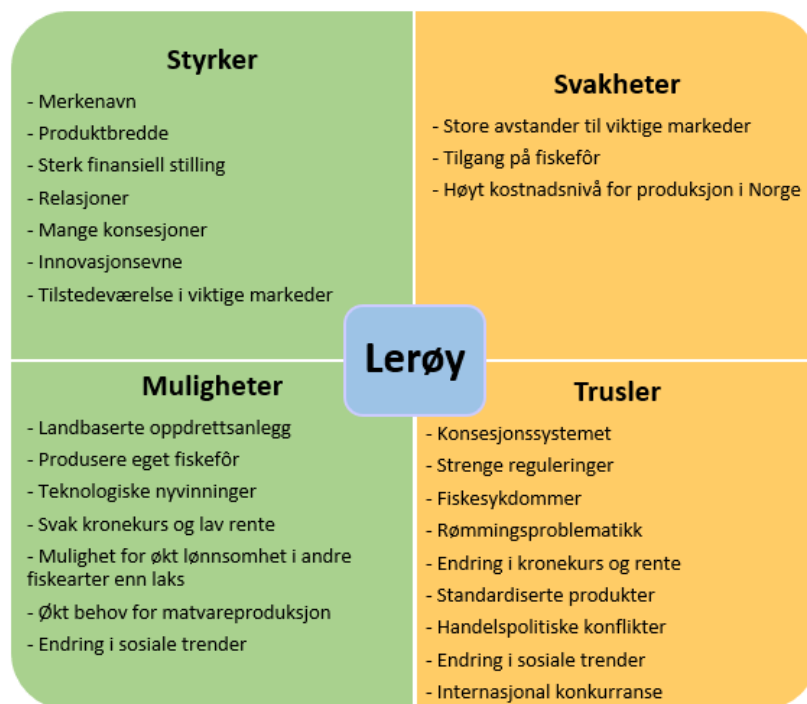 Styrker
- Merkenavn
- Produktbredde
- Sterk finansiell stilling
- Relasjoner
- Mange konsesjoner
- Innovasjonsevne
- Tilstedeværelse i viktige markeder
Svakheter
- Store avstander til viktige markeder
- Tilgang på fiskefôr
- Høyt kostnadsnivå for produksjon i Norge
Lerøy
Muligheter
- Landbaserte oppdrettsanlegg
- Produsere eget fiskefôr
- Teknologiske nyvinninger
- Svak kronekurs og lav rente
- Mulighet for økt lønnsomhet i andre
fiskearter enn laks
- Økt behov for matvareproduksjon
- Endring i sosiale trender
Trusler
- Konsesjonssystemet
- Strenge reguleringer
- Fiskesykdommer
- Rømmingsproblematikk
- Endring i kronekurs og rente
- Standardiserte produkter
- Handelspolitiske konflikter
- Endring i sosiale trender
- Internasjonal konkurranse